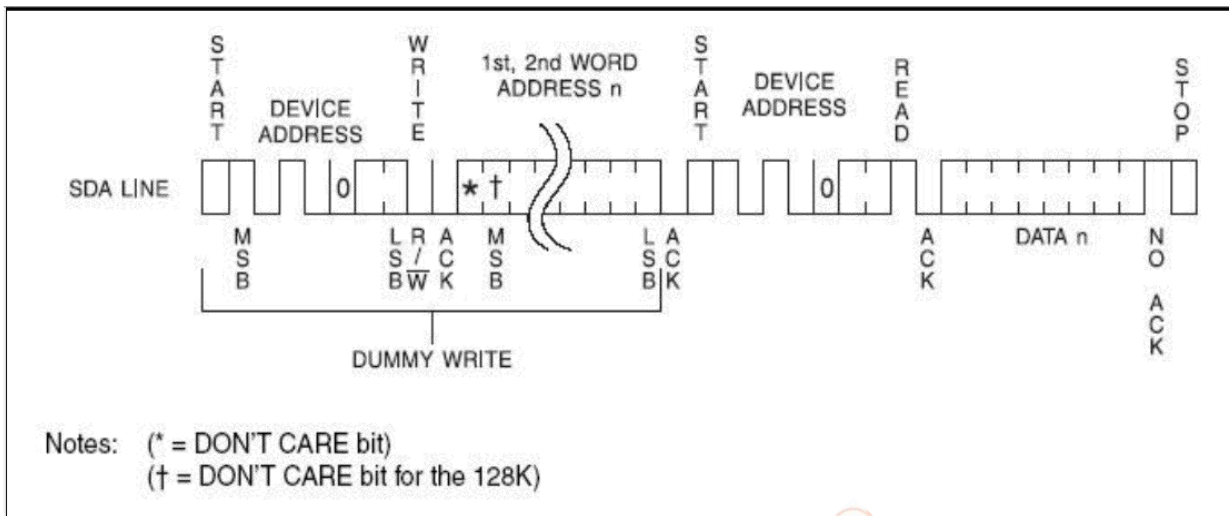 START
WRITE
1st, 2nd WORD
ADDRESS n
START
READ
STOP
DEVICE
ADDRESS
DEVICE
ADDRESS
SDA LINE
0
* †
0
MSB
LSB
R/W
ACK
MSB
LSB
ACK
ACK
DATA n
NO ACK
DUMMY WRITE
Notes: (* = DON'T CARE bit)
(† = DON'T CARE bit for the 128K)